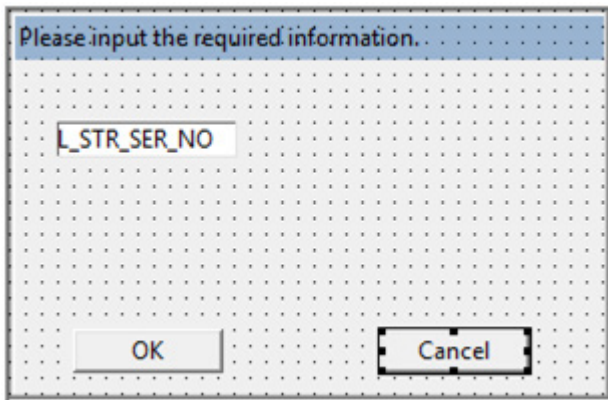 Please input the required information.
L_STR_SER_NO
OK
Cancel